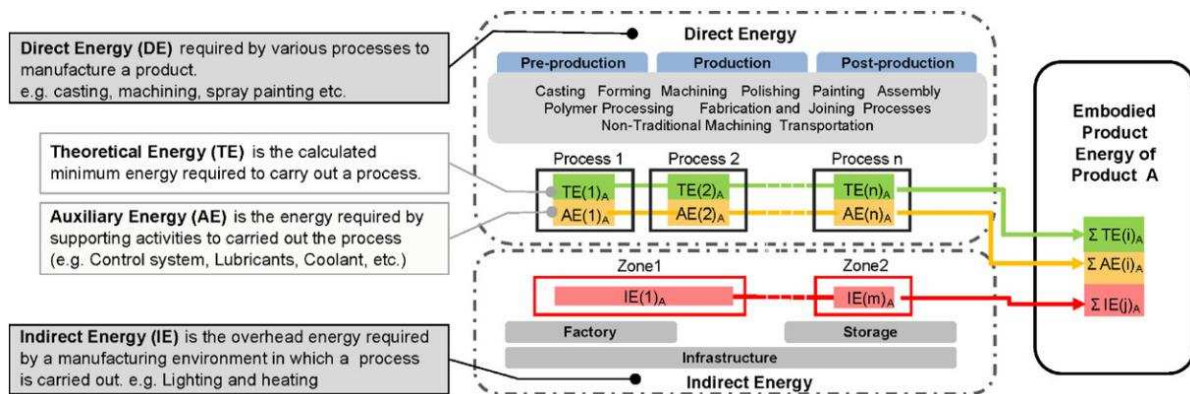 Direct Energy (DE) required by various processes to
manufacture a product.
e.g. casting, machining, spray painting etc.
Theoretical Energy (TE) is the calculated
minimum energy required to carry out a process.
Auxiliary Energy (AE) is the energy required by
supporting activities to carried out the process
(e.g. Control system, Lubricants, Coolant, etc.)
Indirect Energy (IE) is the overhead energy required
by a manufacturing environment in which a process
is carried out. e.g. Lighting and heating
Direct Energy
Pre-production Production Post-production
Casting Forming Machining Polishing Painting Assembly
Polymer Processing Fabrication and Joining Processes
Non-Traditional Machining Transportation
Process 1 Process 2 Process n
TE(1)A TE(2)A TE(n)A
AE(1)A AE(2)A AE(n)A
Zone1 Zone2
IE(1)A IE(m)A
Factory Storage
Infrastructure
Indirect Energy
Embodied
Product
Energy of
Product A
Σ TE(i)A
Σ AE(i)A
Σ IE(j)A